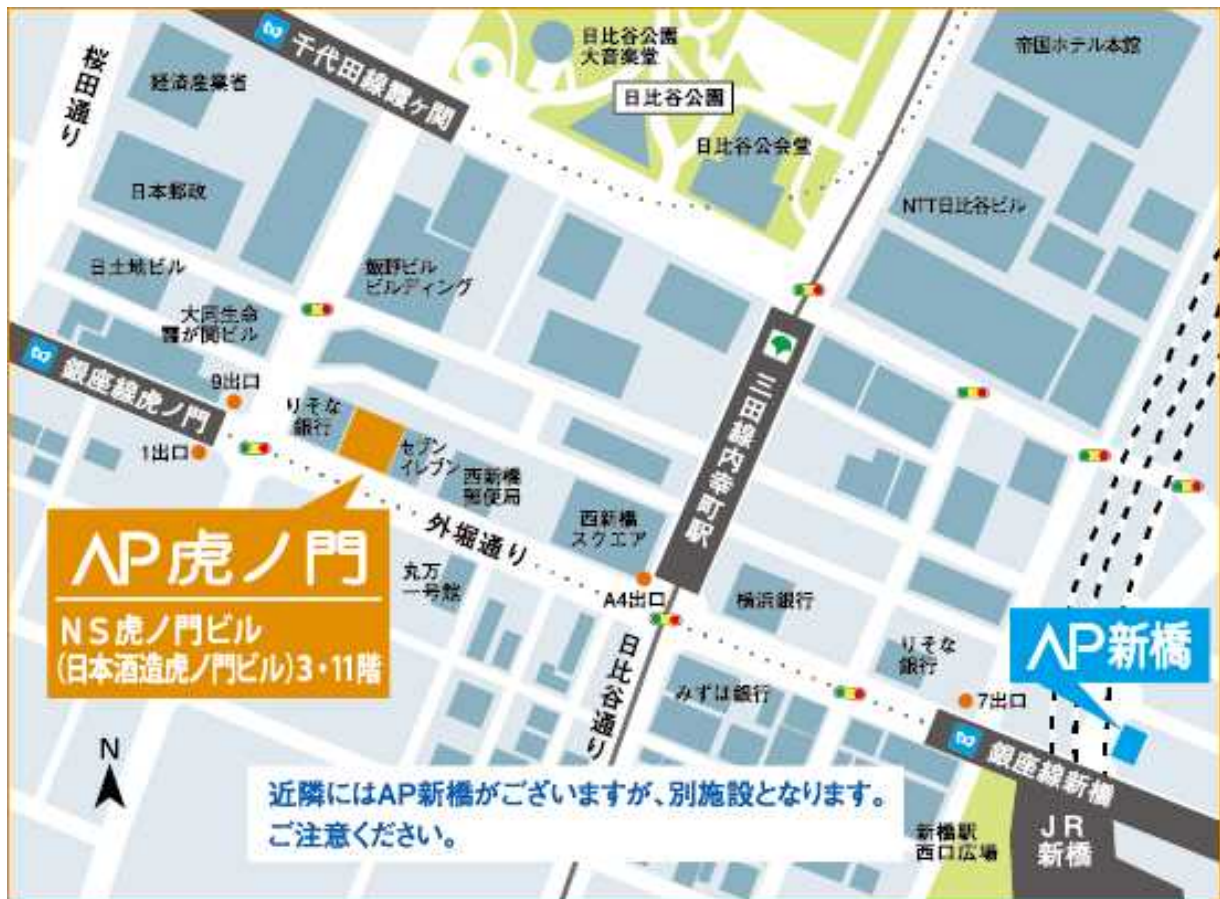 桜田通り
経済産業省
千代田線霞ヶ関
日比谷公園
大音楽堂
日比谷公園
日比谷公会堂
帝国ホテル本館
日本郵政
NTT日比谷ビル
日土地ビル
飯野ビル
ビルディング
大同生命
霞が関ビル
銀座線虎ノ門
9出口
1出口
りそな
銀行
セブン
イレブン
西新橋
郵便局
三田線内幸町駅
外堀通り
西新橋
スクエア
丸万
一号館
A4出口
横浜銀行
AP虎ノ門
NS虎ノ門ビル
(日本酒造虎ノ門ビル)3・11階
日比谷通り
みずほ銀行
りそな
銀行
AP新橋
7出口
銀座線新橋
N
近隣にはAP新橋がございますが、別施設となります。
ご注意ください。
新橋駅
西口広場
JR
新橋